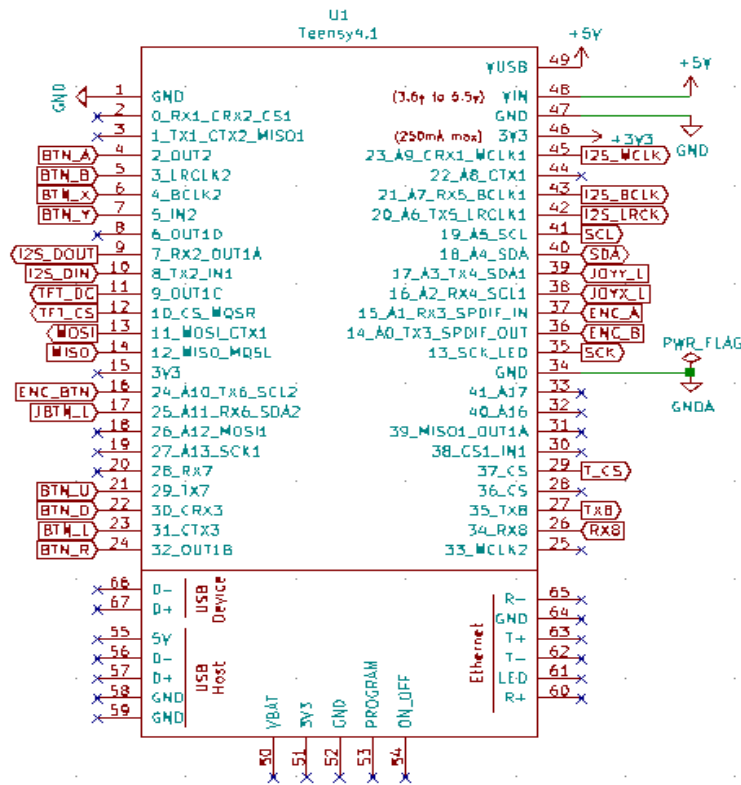 U1
Teensy4.1
+5V
VUSB 49
+5V
GND 1 GND
(3.6v to 5.5v) VIN 48
2 0_RX1_CRX2_CS1
GND 47
3 1_TX1_CTX2_MISO1
(250mA max) 3V3 46 +3V3
GND
BTN_A 4 2_OUT2
23_A9_CRX1_MCLK1 45 I2S_MCLK
BTN_B 5 3_LRCLK2
22_A8_CTX1 44
BTN_X 6 4_BCLK2
21_A7_RX5_BCLK1 43 I2S_BCLK
BTN_Y 7 5_IN2
20_A6_TX5_LRCLK1 42 I2S_LRCK
8 6_OUT1D
19_A5_SCL 41 SCL
I2S_DOUT 9 7_RX2_OUT1A
18_A4_SDA 40 SDA
I2S_DIN 10 8_TX2_IN1
17_A3_TX4_SDA1 39 JOYY_L
TFT_DC 11 9_OUT1C
16_A2_RX4_SCL1 38 JOYX_L
TFT_CS 12 10_CS_MQSR
15_A1_RX3_SPDIF_IN 37 ENC_A
MOSI 13 11_MOSI_CTX1
14_A0_TX3_SPDIF_OUT 36 ENC_B
MISO 14 12_MISO_MQSL
13_SCK_LED 35 SCK
PWR_FLAG
15 3V3
GND 34
ENC_BTN 16 24_A10_TX6_SCL2
41_A17 33
GNDA
JBTN_L 17 25_A11_RX6_SDA2
40_A16 32
18 26_A12_MOSI1
39_MISO1_OUT1A 31
19 27_A13_SCK1
38_CS1_IN1 30
20 28_RX7
37_CS 29 T_CS
BTN_U 21 29_TX7
36_CS 28
BTN_D 22 30_CRX3
35_TX8 27 TX8
BTN_L 23 31_CTX3
34_RX8 26 RX8
BTN_R 24 32_OUT1B
33_MCLK2 25
66 D-
67 D+
USB Device
55 5V
56 D-
57 D+
58 GND
59 GND
USB Host
R- 65
GND 64
T+ 63
T- 62
LED 61
R+ 60
Ethernet
VBAT 50
3V3 51
GND 52
PROGRAM 53
ON_OFF 54